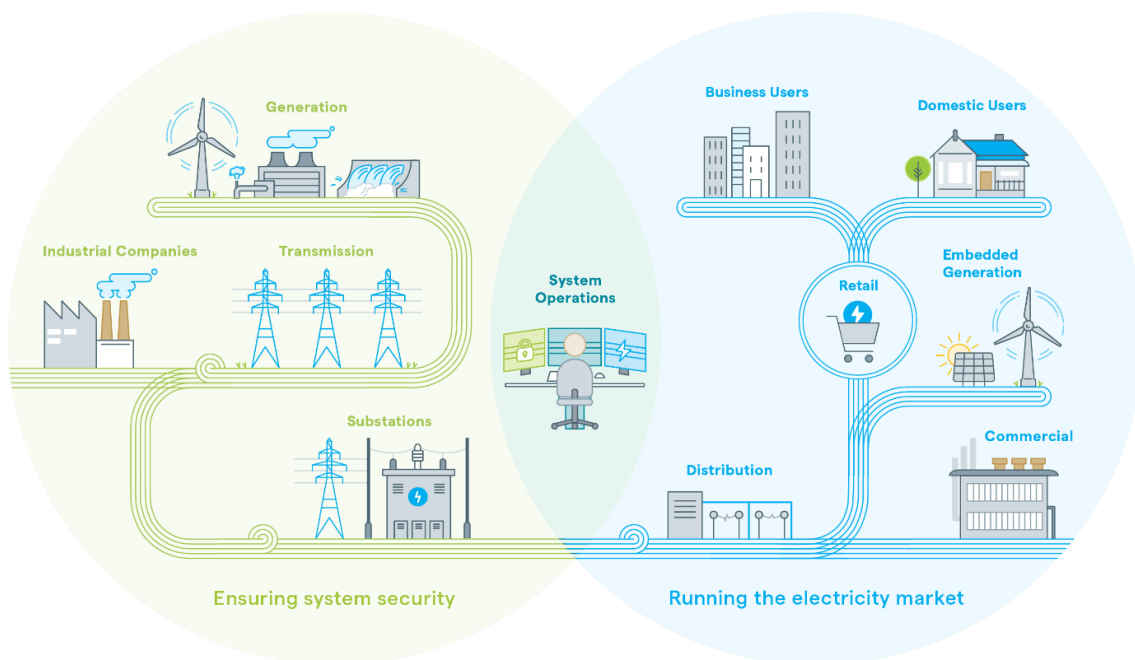 Generation
Industrial Companies
Transmission
Substations
Ensuring system security
System
Operations
Business Users
Domestic Users
Retail
Embedded
Generation
Distribution
Commercial
Running the electricity market